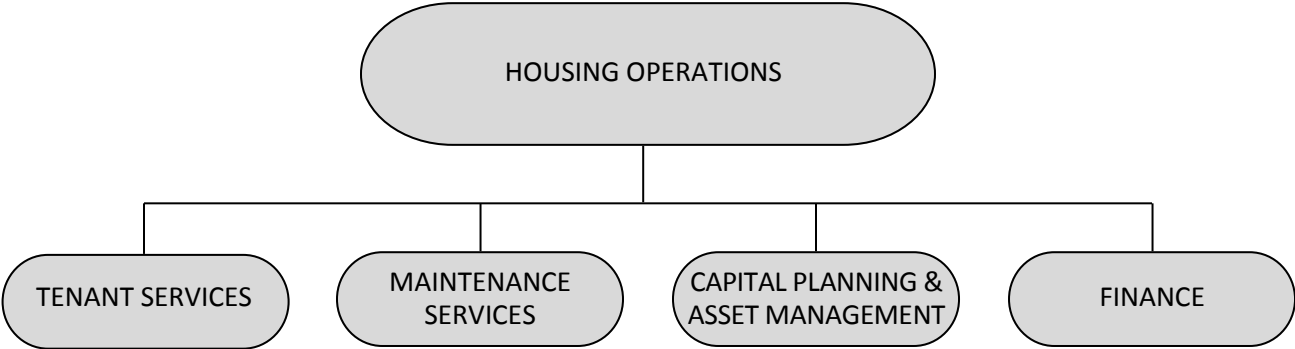 HOUSING OPERATIONS
TENANT SERVICES
MAINTENANCE
SERVICES
CAPITAL PLANNING &
ASSET MANAGEMENT
FINANCE